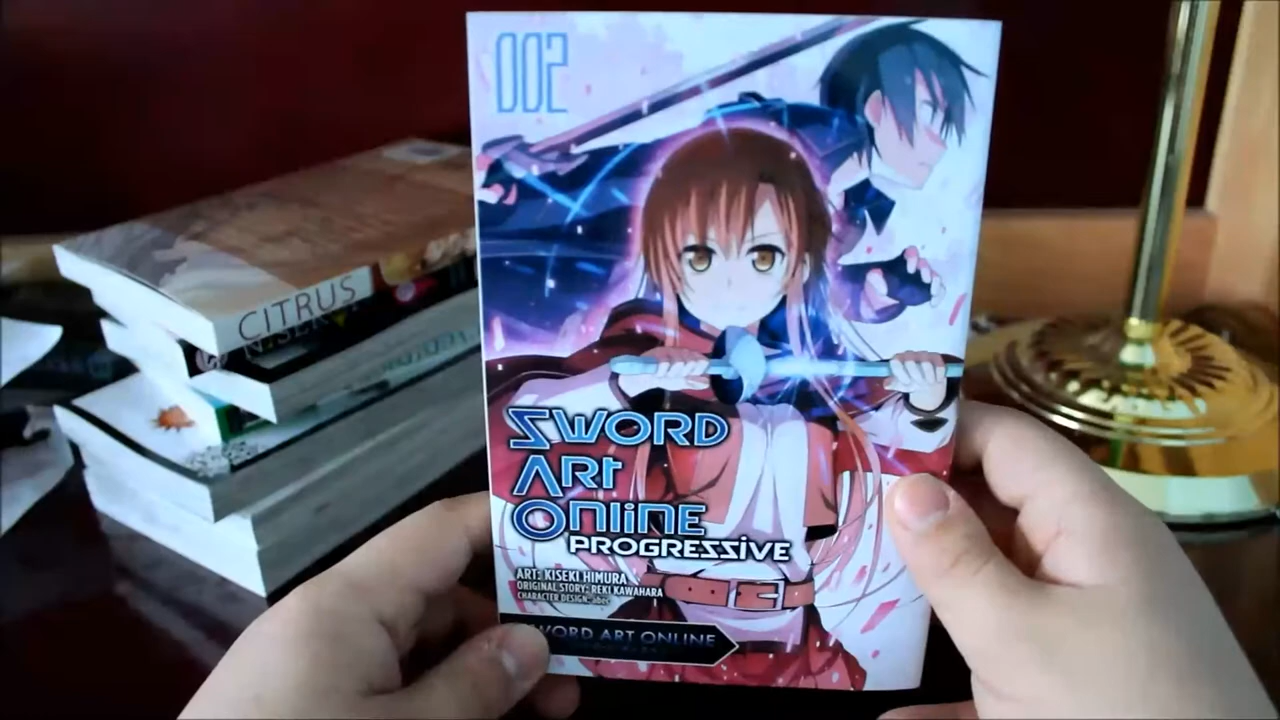 002
SWORD
ART
ONLINE
PROGRESSIVE
ART: KISEKI HIMURA
ORIGINAL STORY: REKI KAWAHARA
CHARACTER DESIGN: abec
SWORD ART ONLINE
CITRUS